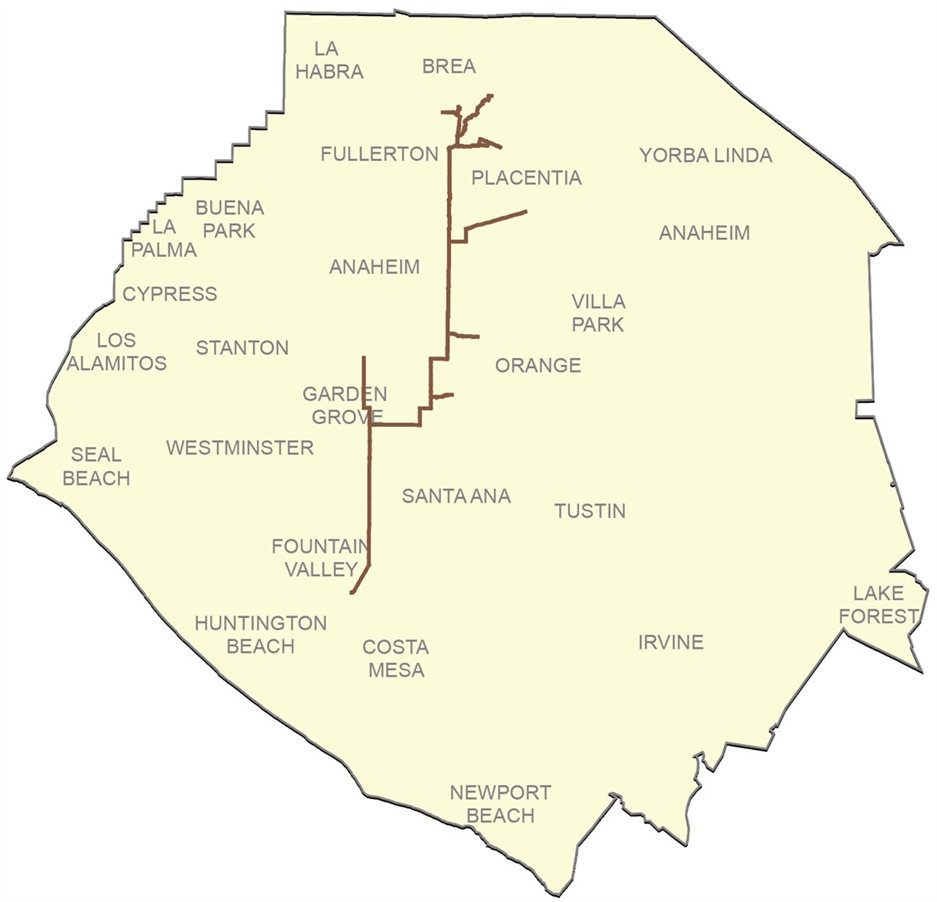 LA
HABRA
BREA
FULLERTON
YORBA LINDA
PLACENTIA
BUENA
PARK
LA
PALMA
ANAHEIM
ANAHEIM
CYPRESS
VILLA
PARK
LOS
ALAMITOS
STANTON
ORANGE
GARDEN
GROVE
WESTMINSTER
SEAL
BEACH
SANTA ANA
TUSTIN
FOUNTAIN
VALLEY
LAKE
FOREST
HUNTINGTON
BEACH
COSTA
MESA
IRVINE
NEWPORT
BEACH